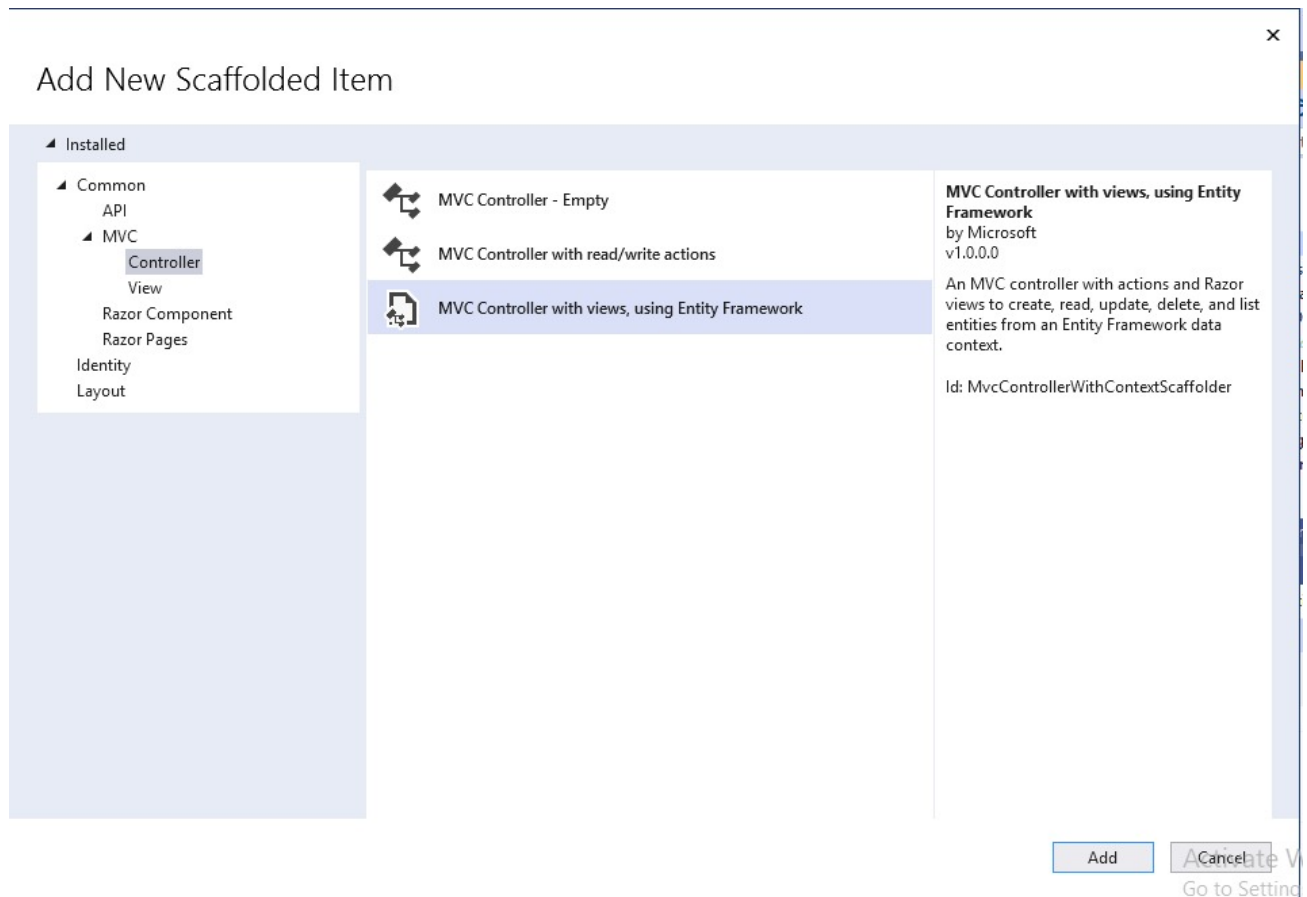 Add New Scaffolded Item
Installed
Common
API
MVC
Controller
View
Razor Component
Razor Pages
Identity
Layout
MVC Controller - Empty
MVC Controller with read/write actions
MVC Controller with views, using Entity Framework
MVC Controller with views, using Entity
Framework
by Microsoft
v1.0.0.0
An MVC controller with actions and Razor
views to create, read, update, delete, and list
entities from an Entity Framework data
context.
Id: MvcControllerWithContextScaffolder
Add
Cancel
Activate
Go to